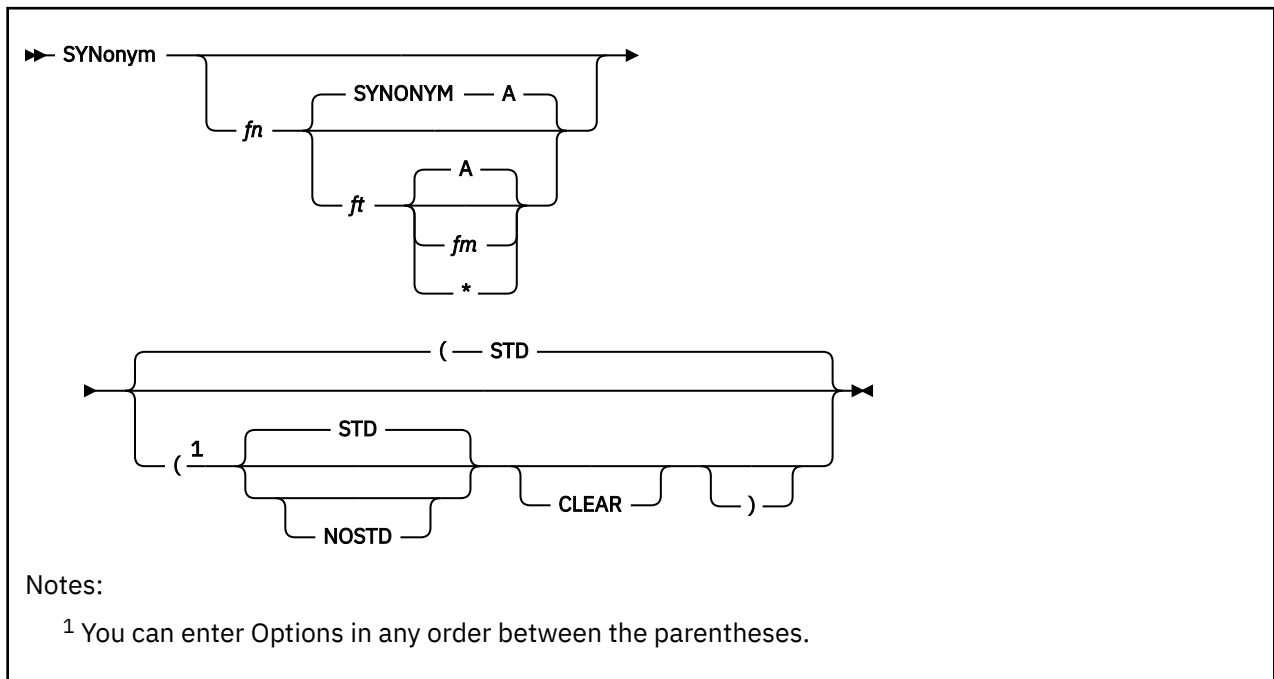 SYNonym
SYNONYM A
fn
A
ft
fm
*
( STD
STD
( 1
NOSTD
CLEAR
)
Notes:
1 You can enter Options in any order between the parentheses.